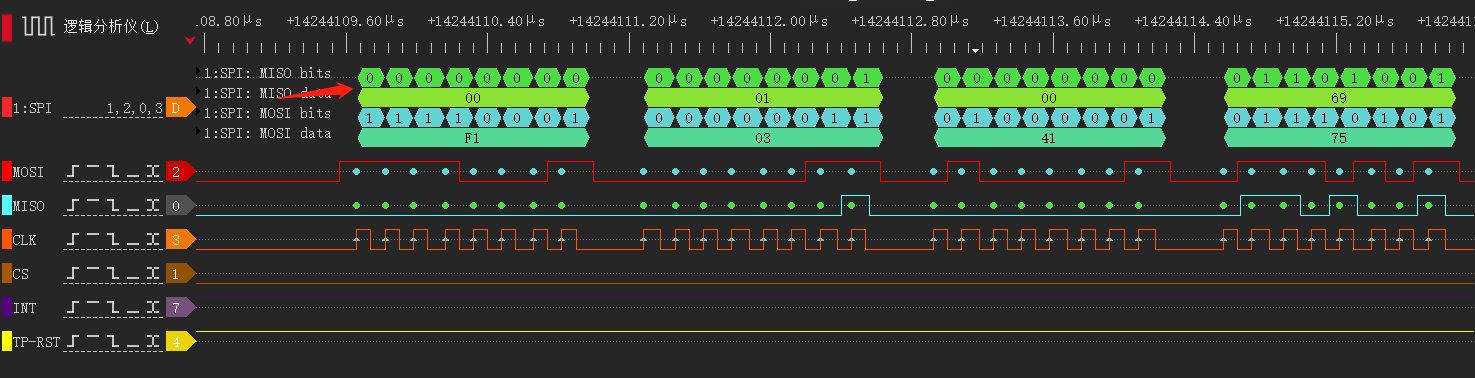 逻辑分析仪(L)
.08.80μs +14244109.60μs +14244110.40μs +14244111.20μs +14244112.00μs +14244112.80μs +14244113.60μs +14244114.40μs +14244115.20μs +142441
1:SPI: MISO bits 0 0 0 0 0 0 0 0 0 0 0 0 0 0 0 1 0 0 0 0 0 0 0 0 0 1 1 0 1 0 0 1
1:SPI: MISO data 00 01 00 69
1:SPI 1,2,0,3 D
1:SPI: MOSI bits 1 1 1 1 0 0 0 1 0 0 0 0 0 0 1 1 0 1 0 0 0 0 0 1 0 1 1 1 0 1 0 1
1:SPI: MOSI data F1 03 41 75
MOSI 2
MISO 0
CLK 3
CS 1
INT 7
TP-RST 4